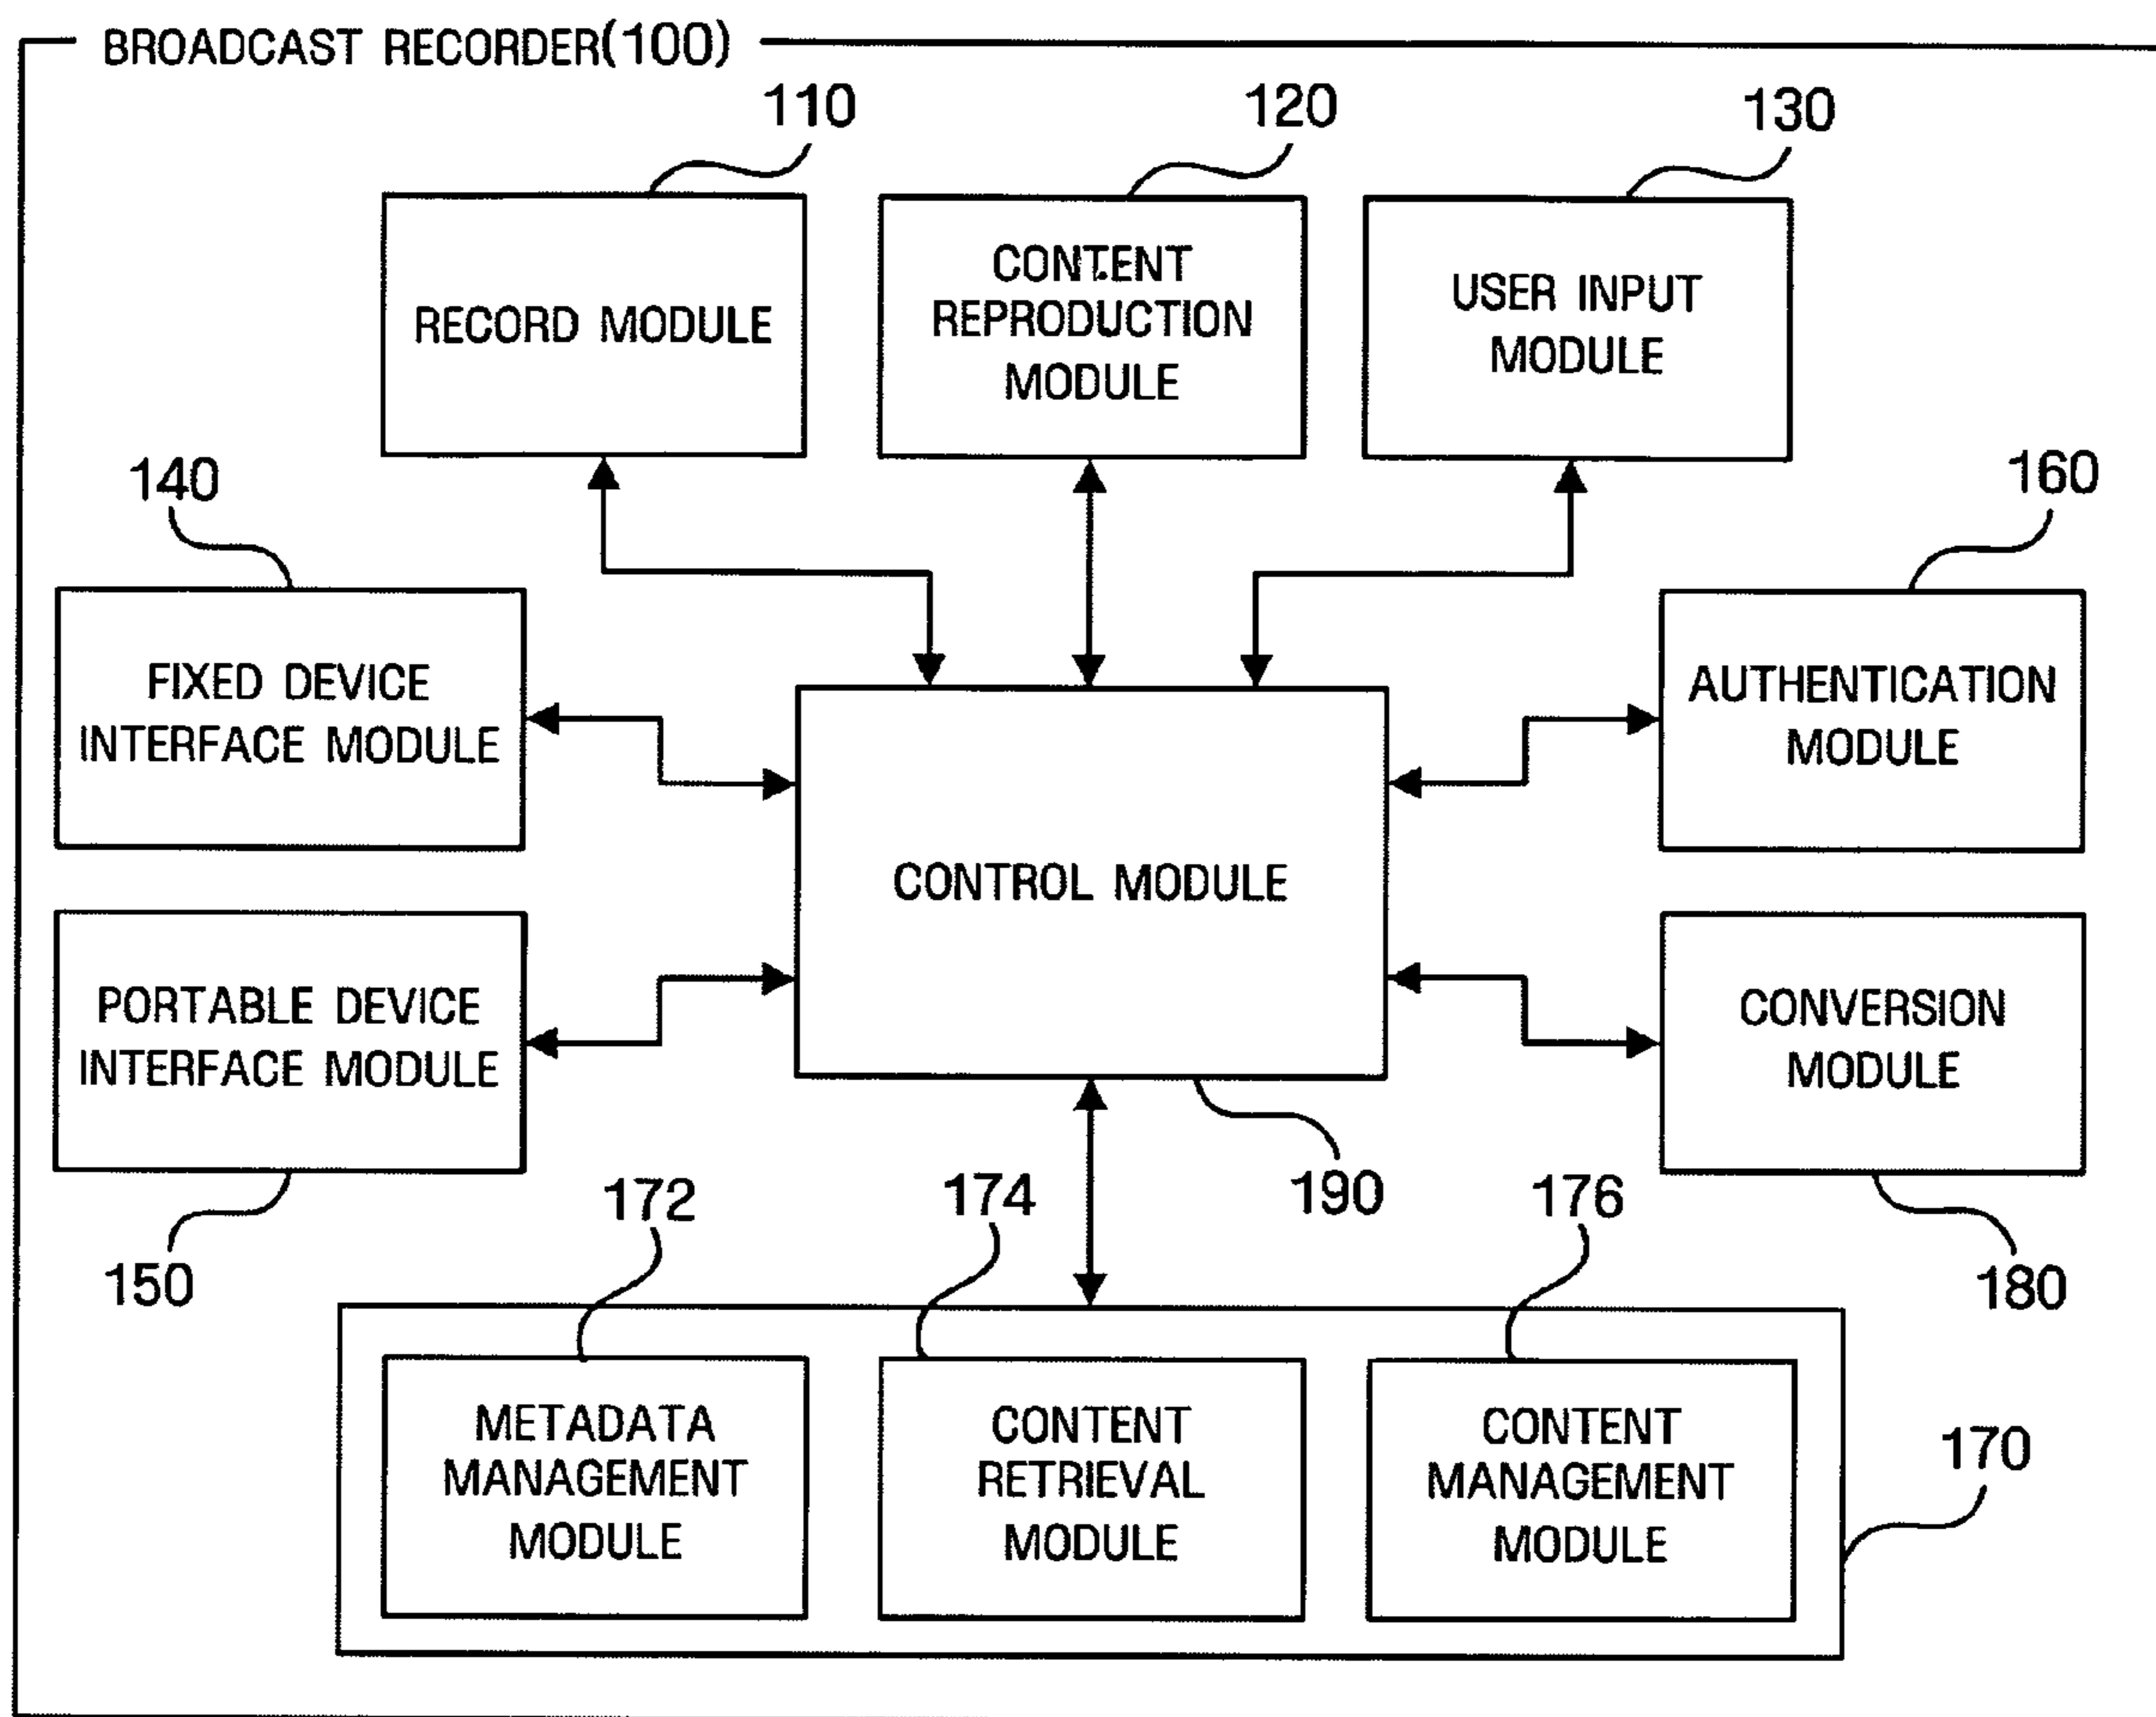 BROADCAST RECORDER(100)
110
120
130
RECORD MODULE
CONTENT
REPRODUCTION
MODULE
USER INPUT
MODULE
140
160
FIXED DEVICE
INTERFACE MODULE
AUTHENTICATION
MODULE
CONTROL MODULE
PORTABLE DEVICE
INTERFACE MODULE
CONVERSION
MODULE
150
172
174
190
176
180
METADATA
MANAGEMENT
MODULE
CONTENT
RETRIEVAL
MODULE
CONTENT
MANAGEMENT
MODULE
170